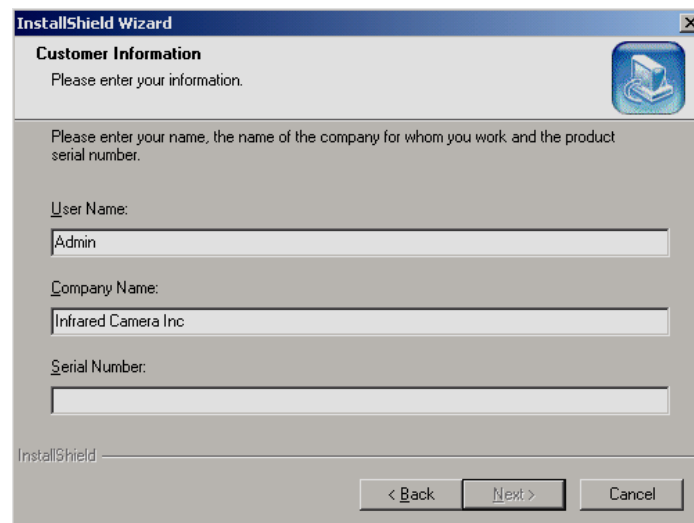 InstallShield Wizard
Customer Information
Please enter your information.
Please enter your name, the name of the company for whom you work and the product
serial number.
User Name:
Admin
Company Name:
Infrared Camera Inc
Serial Number:
InstallShield
< Back Next > Cancel